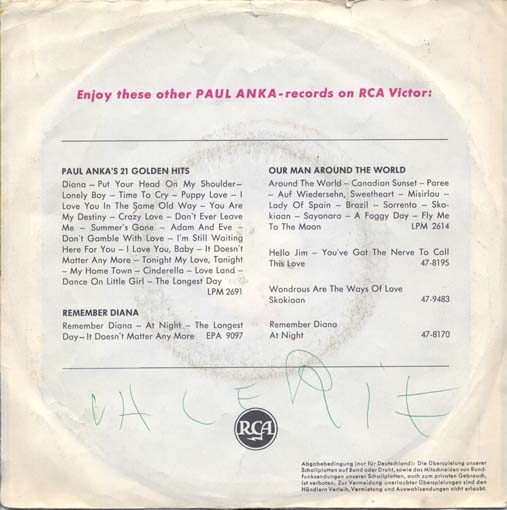 Enjoy these other PAUL ANKA-records on RCA Victor:
PAUL ANKA'S 21 GOLDEN HITS
Diana – Put Your Head On My Shoulder–
Lonely Boy – Time To Cry – Puppy Love – I
Love You In The Same Old Way – You Are
My Destiny – Crazy Love – Don't Ever Leave
Me – Summer's Gone – Adam And Eve –
Don't Gamble With Love – I'm Still Waiting
Here For You – I Love You, Baby – It Doesn't
Matter Any More – Tonight My Love, Tonight
– My Home Town – Cinderella – Love Land –
Dance On Little Girl – The Longest Day
LPM 2691
REMEMBER DIANA
Remember Diana – At Night – The Longest
Day – It Doesn't Matter Any More EPA 9097
OUR MAN AROUND THE WORLD
Around The World – Canadian Sunset – Paree
– Auf Wiedersehn, Sweetheart – Misirlou –
Lady Of Spain – Brazil – Sorrento – Sko-
kiaan – Sayonara – A Foggy Day – Fly Me
To The Moon LPM 2614
Hello Jim – You've Got The Nerve To Call
This Love 47-8195
Wondrous Are The Ways Of Love
Skokiaan 47-9483
Remember Diana
At Night 47-8170
VALERIE
RCA
Abgabebedingung (nur für Deutschland): Die Überspielung unserer
Schallplatten auf Band oder Draht, sowie das Mitschneiden von Rund-
funksendungen unserer Schallplatten, auch zum privaten Gebrauch,
ist verboten. Zur Vermeidung unerlaubter Überspielungen sind den
Händlern Verleih, Vermietung und Auswahlsendungen nicht erlaubt.